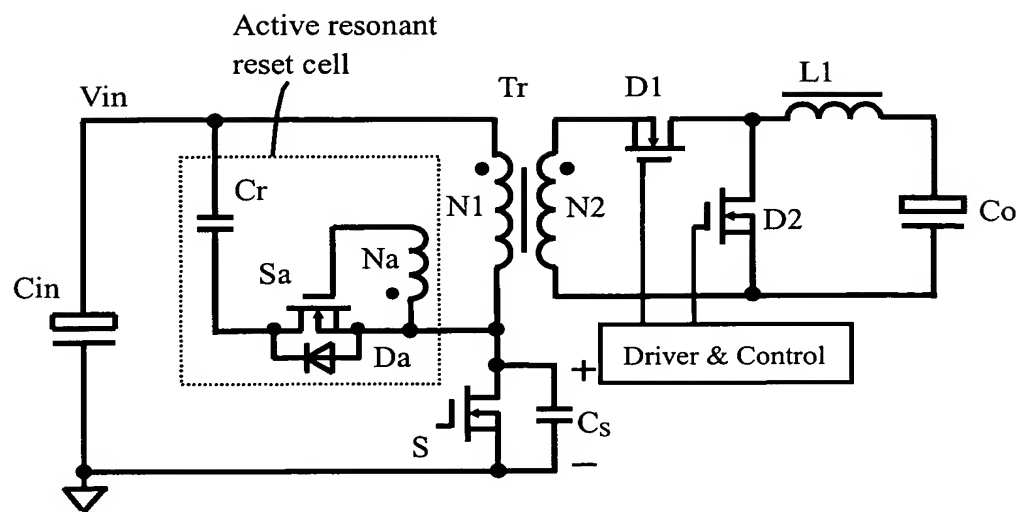 Active resonant
reset cell
Vin
Tr
D1
L1
Cr
N1
N2
D2
Co
Cin
Sa
Na
Da
Driver & Control
+
S
Cs
−